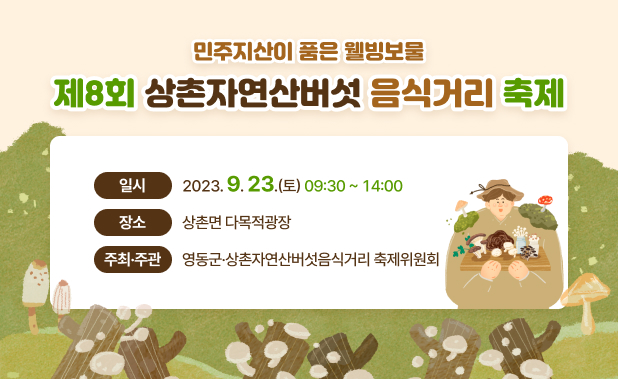 민주지산이 품은 웰빙보물
제8회 상촌자연산버섯 음식거리 축제
일시 2023. 9. 23.(토) 09:30 ~ 14:00
장소 상촌면 다목적광장
주최·주관 영동군·상촌자연산버섯음식거리 축제위원회